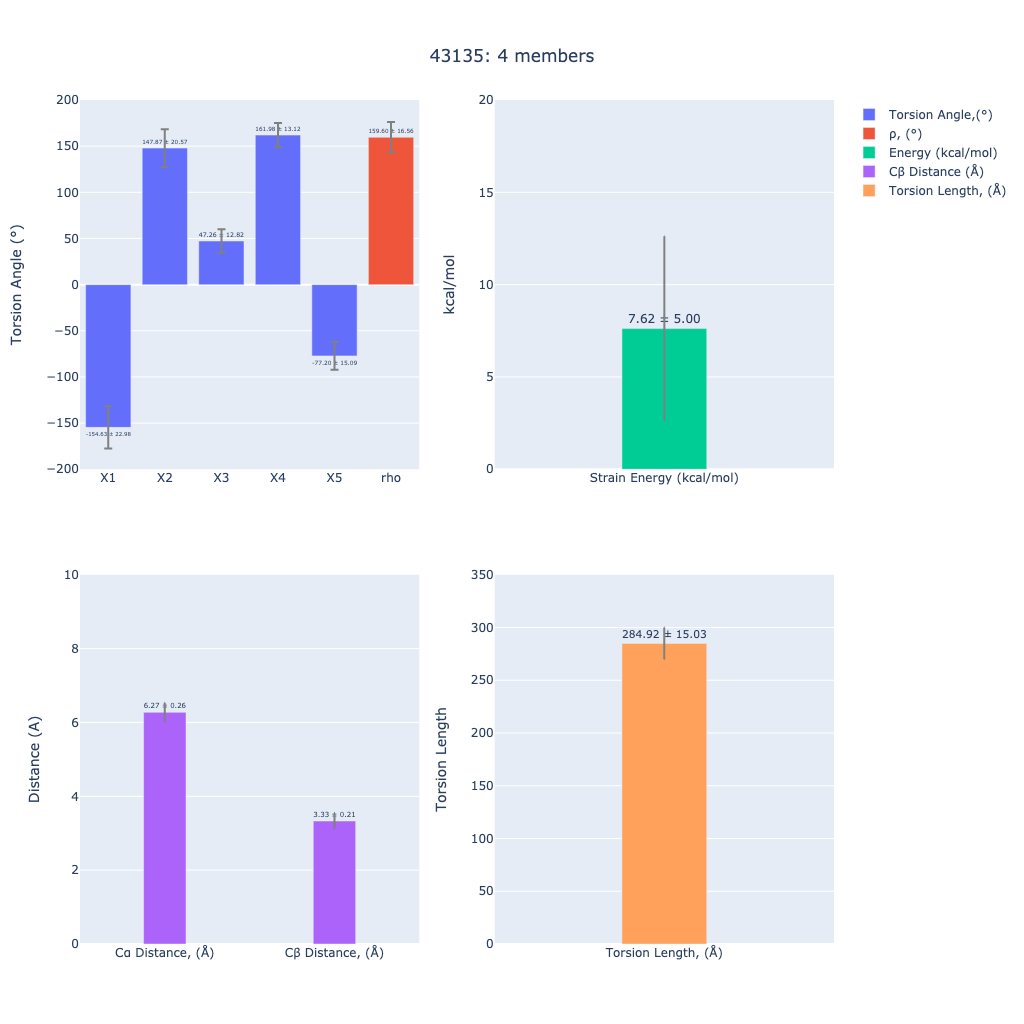 43135: 4 members
Torsion Angle (°)
200
150
100
50
0
−50
−100
−150
−200
-154.63 ± 22.98
147.87 ± 20.57
47.26 ± 12.82
161.98 ± 13.12
-77.20 ± 15.09
159.60 ± 16.56
X1 X2 X3 X4 X5 rho
kcal/mol
20
15
10
5
0
7.62 ± 5.00
Strain Energy (kcal/mol)
Torsion Angle,(°)
ρ, (°)
Energy (kcal/mol)
Cβ Distance (Å)
Torsion Length, (Å)
Distance (A)
10
8
6
4
2
0
6.27 ± 0.26
3.33 ± 0.21
Cα Distance, (Å) Cβ Distance, (Å)
Torsion Length
350
300
250
200
150
100
50
0
284.92 ± 15.03
Torsion Length, (Å)